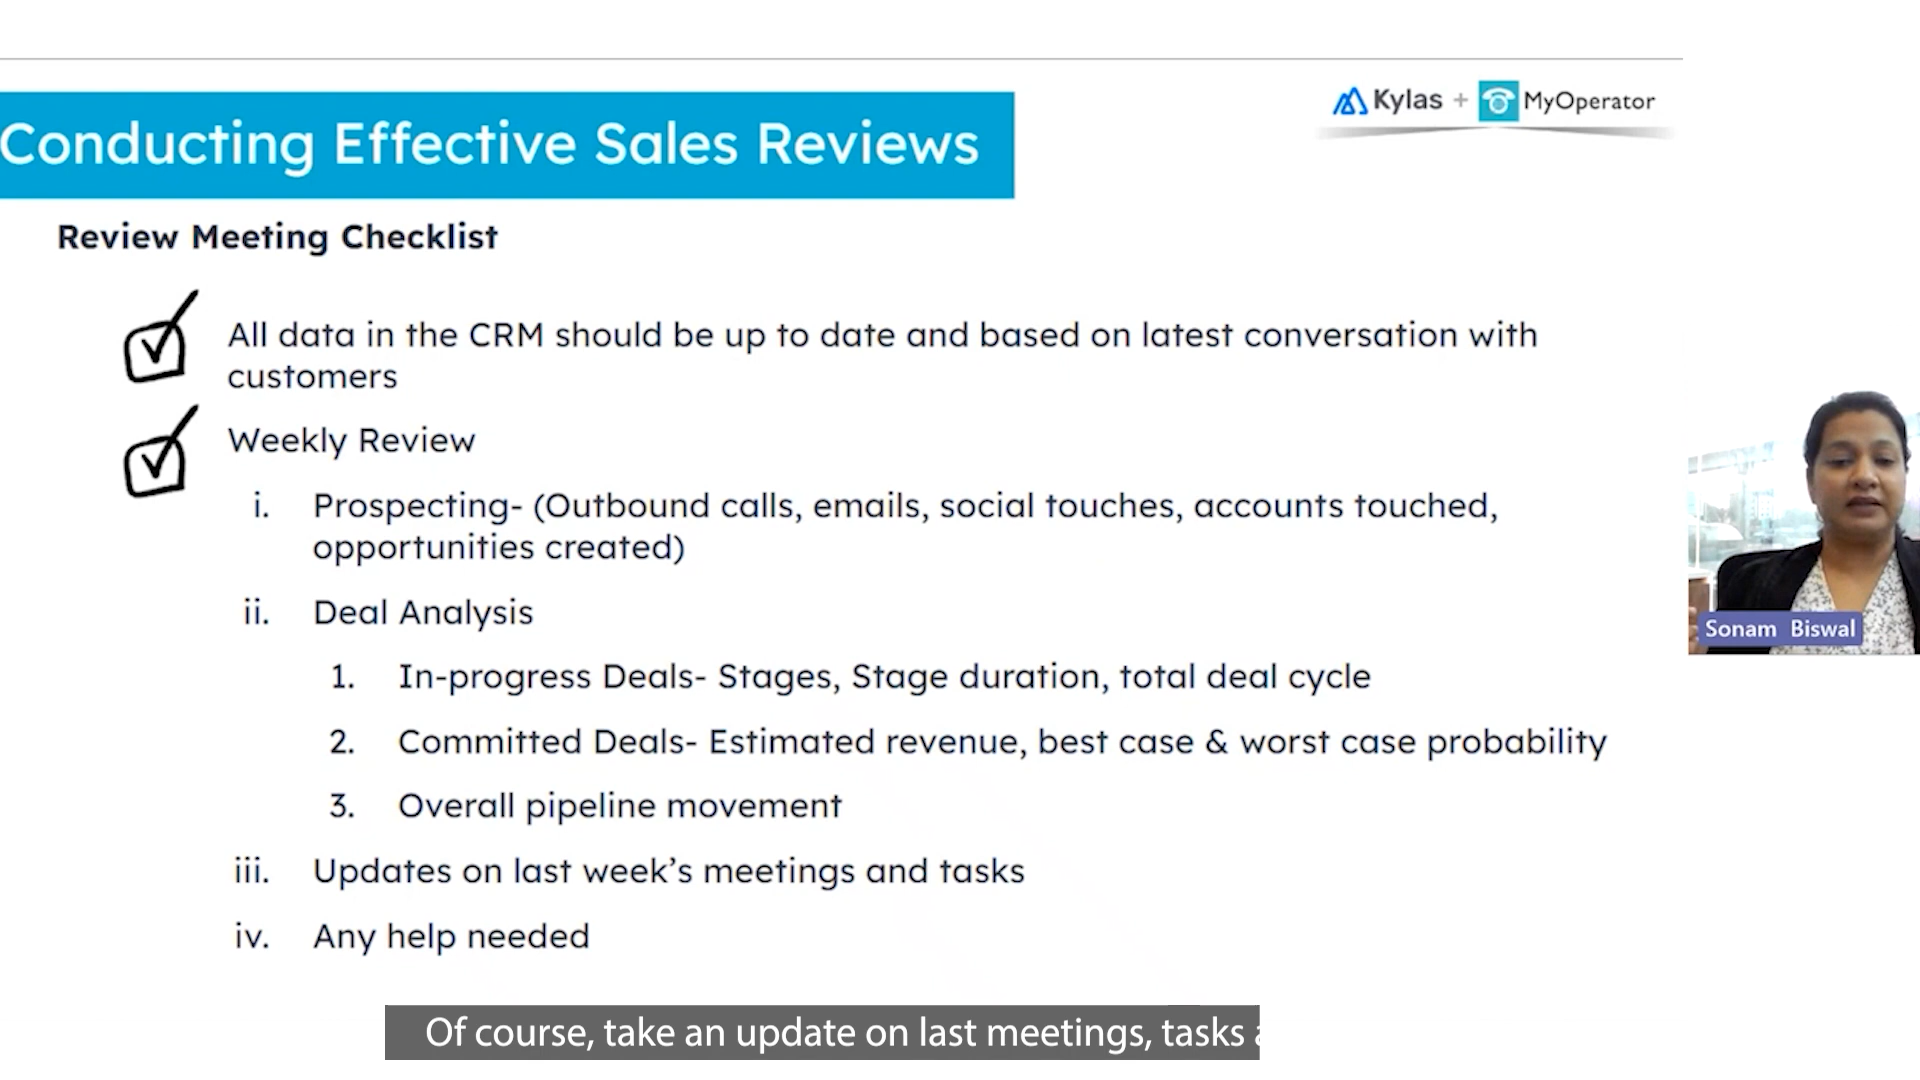 Kylas + MyOperator
Conducting Effective Sales Reviews
Review Meeting Checklist
All data in the CRM should be up to date and based on latest conversation with
customers
Weekly Review
i. Prospecting- (Outbound calls, emails, social touches, accounts touched,
opportunities created)
ii. Deal Analysis
1. In-progress Deals- Stages, Stage duration, total deal cycle
2. Committed Deals- Estimated revenue, best case & worst case probability
3. Overall pipeline movement
iii. Updates on last week's meetings and tasks
iv. Any help needed
Sonam Biswal
Of course, take an update on last meetings, tasks